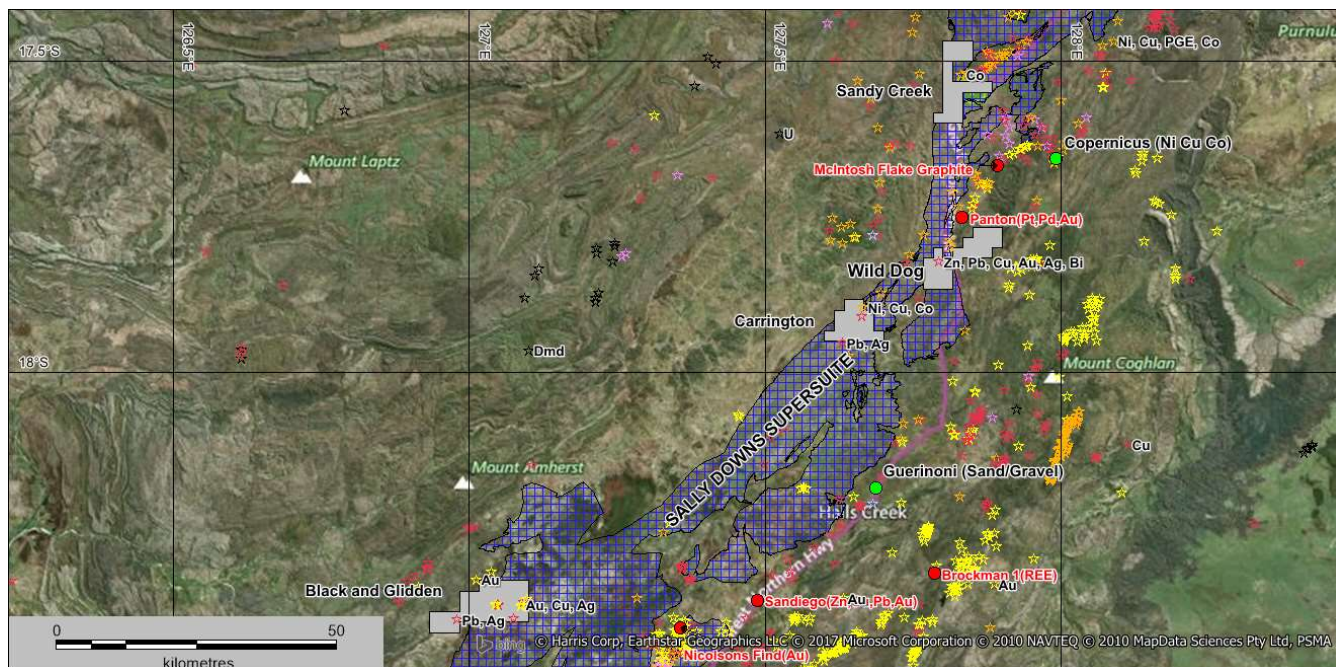 17.5°S
126.5°E
127°E
127.5°E
128°E
Ni, Cu, PGE, Co
Purnulu
Co
Sandy Creek
U
Copernicus (Ni Cu Co)
Mount Laptz
McIntosh Flake Graphite
Panton(Pt,Pd,Au)
Zn, Pb, Cu, Au, Ag, Bi
Wild Dog
Ni, Cu, Co
Carrington
Pb, Ag
Dmd
18°S
Mount Coghlan
SALLY DOWNS SUPERSUITE
Cu
Mount Amherst
Guerinoni (Sand/Gravel)
Halls Creek
Northern Hwy
Au
Brockman 1(REE)
Au
Black and Glidden
Au, Cu, Ag
Sandiego(Zn, ,Pb,Au)
Au
Pb, Ag
0
50
kilometres
bing
© Harris Corp, Earthstar Geographics LLC © 2017 Microsoft Corporation © 2010 NAVTEQ © 2010 MapData Sciences Pty Ltd, PSMA
Nicolsons Find(Au)